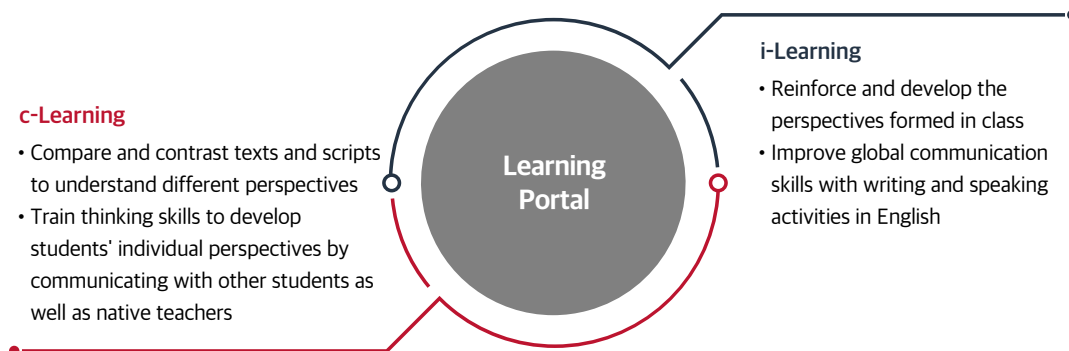 c-Learning
• Compare and contrast texts and scripts
to understand different perspectives
• Train thinking skills to develop
students' individual perspectives by
communicating with other students as
well as native teachers
Learning
Portal
i-Learning
• Reinforce and develop the
perspectives formed in class
• Improve global communication
skills with writing and speaking
activities in English